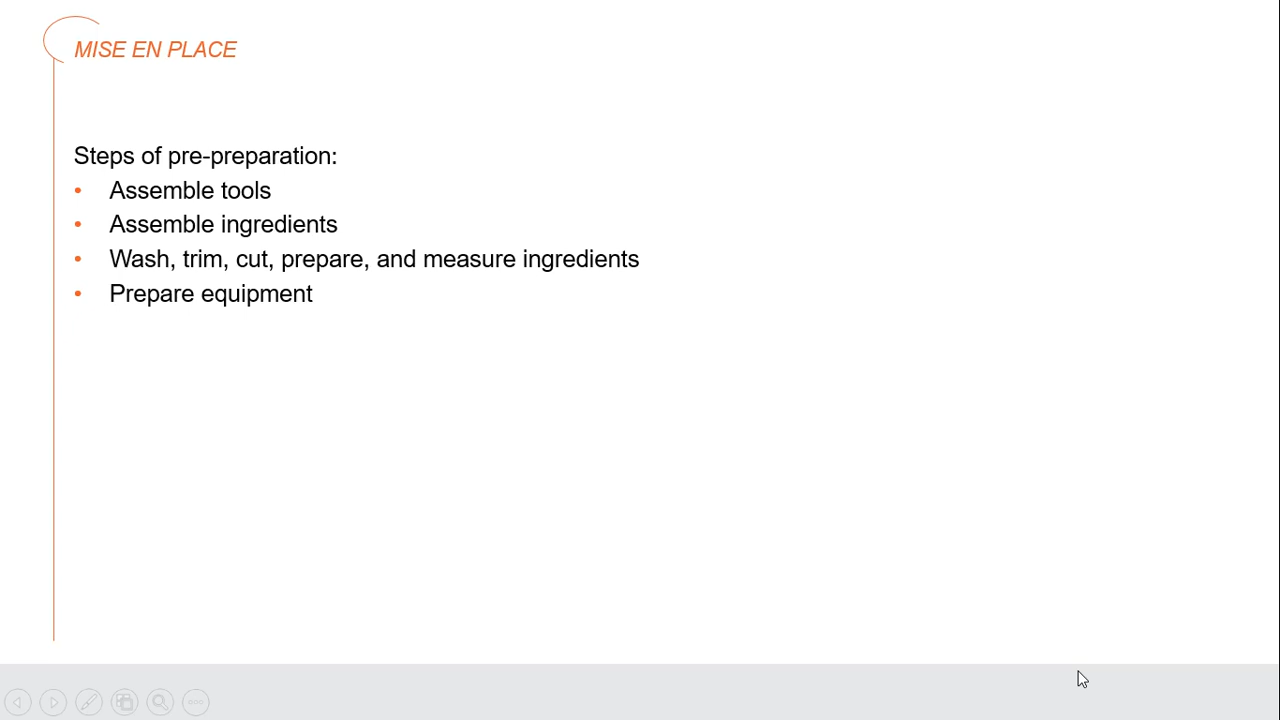 MISE EN PLACE
Steps of pre-preparation:
• Assemble tools
• Assemble ingredients
• Wash, trim, cut, prepare, and measure ingredients
• Prepare equipment